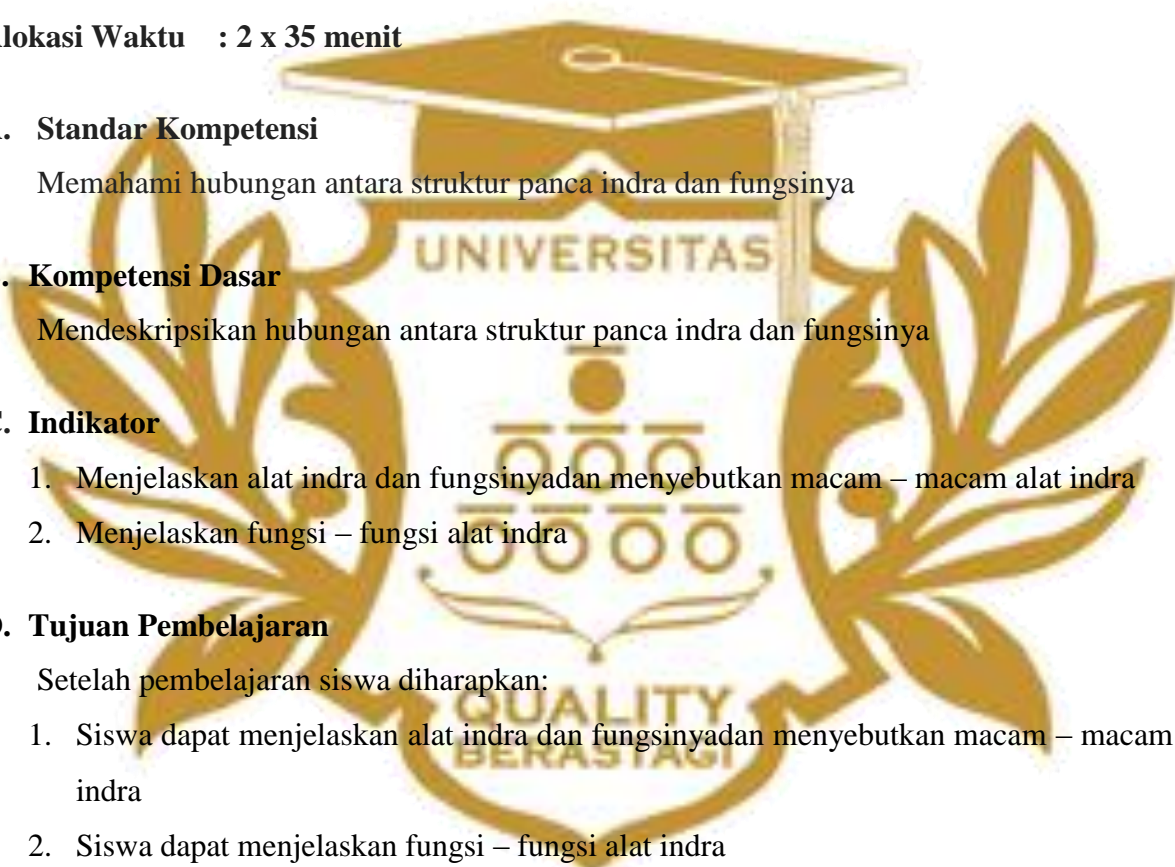 lokasi Waktu : 2 x 35 menit
. Standar Kompetensi
Memahami hubungan antara struktur panca indra dan fungsinya
UNIVERSITAS
. Kompetensi Dasar
Mendeskripsikan hubungan antara struktur panca indra dan fungsinya
. Indikator
1. Menjelaskan alat indra dan fungsinyadan menyebutkan macam – macam alat indra
2. Menjelaskan fungsi – fungsi alat indra
. Tujuan Pembelajaran
Setelah pembelajaran siswa diharapkan:
QUALITY
1. Siswa dapat menjelaskan alat indra dan fungsinyadan menyebutkan macam – macam
BERASTAGI
indra
2. Siswa dapat menjelaskan fungsi – fungsi alat indra